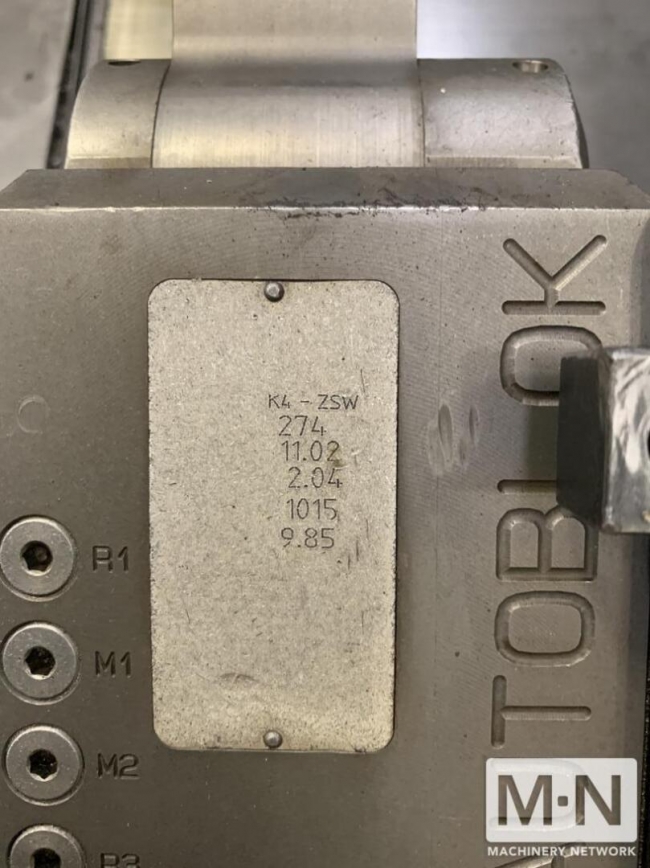 K4 - ZSW
274
11.02
2.04
1015
9.85
R1
M1
M2
TOBLOK
M·N
MACHINERY NETWORK